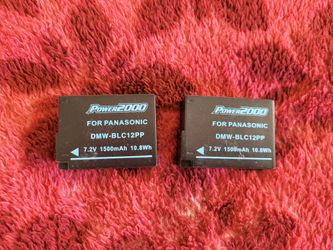 Power2000
FOR PANASONIC
DMW-BLC12PP
7.2V 1500mAh 10.8Wh
Power2000
FOR PANASONIC
DMW-BLC12PP
7.2V 1500mAh 10.8Wh